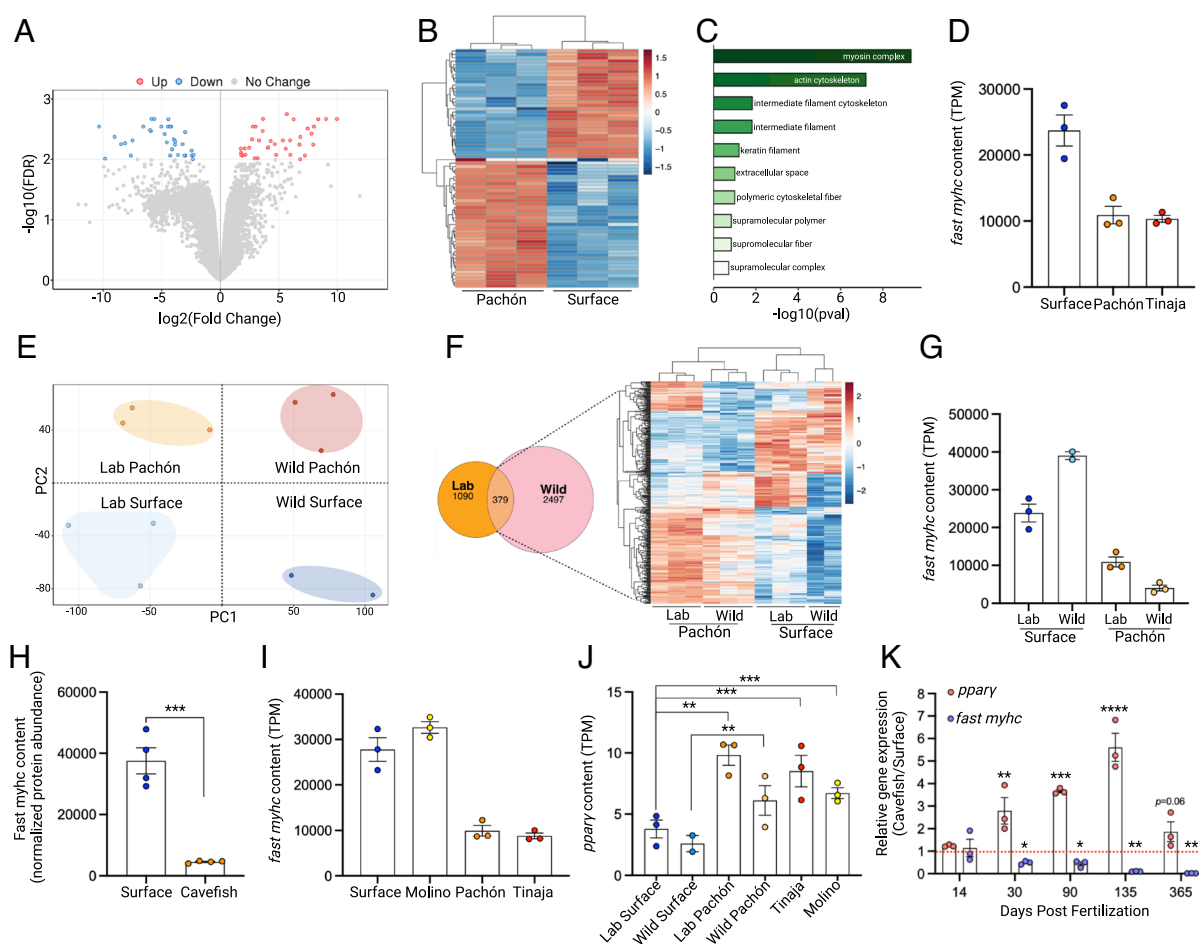 A
Up
Down
No Change
3
2
1
0
-10
-5
0
5
10
15
-log10(FDR)
log2(Fold Change)
B
1.5
1
0.5
0
-0.5
-1
-1.5
Pachón
Surface
C
myosin complex
actin cytoskeleton
intermediate filament cytoskeleton
intermediate filament
keratin filament
extracellular space
polymeric cytoskeletal fiber
supramolecular polymer
supromolecular fiber
supramolecular complex
0
2
4
6
8
-log10(pval)
D
30000
20000
10000
0
fast myhc content (TPM)
Surface
Pachón
Tinaja
E
40
0
-40
-80
PC2
Lab Pachón
Wild Pachón
Lab Surface
Wild Surface
-100
-50
0
50
100
PC1
F
Lab
1090
379
Wild
2497
2
1
0
-1
-2
Lab
Wild
Lab
Wild
Pachón
Surface
G
50000
40000
30000
20000
10000
0
fast myhc content (TPM)
Lab
Wild
Lab
Wild
Surface
Pachón
H
60000
40000
20000
0
Fast myhc content
(normalized protein abundance)
***
Surface
Cavefish
I
40000
30000
20000
10000
0
fast myhc content (TPM)
Surface
Molino
Pachón
Tinaja
J
15
10
5
0
pparγ content (TPM)
***
***
**
**
Lab Surface
Wild Surface
Lab Pachón
Wild Pachón
Tinaja
Molino
K
pparγ
fast myhc
8
7
6
5
4
3
2
1
0
Relative gene expression
(Cavefish/Surface)
**
*
***
*
****
**
p=0.06
**
14
30
90
135
365
Days Post Fertilization